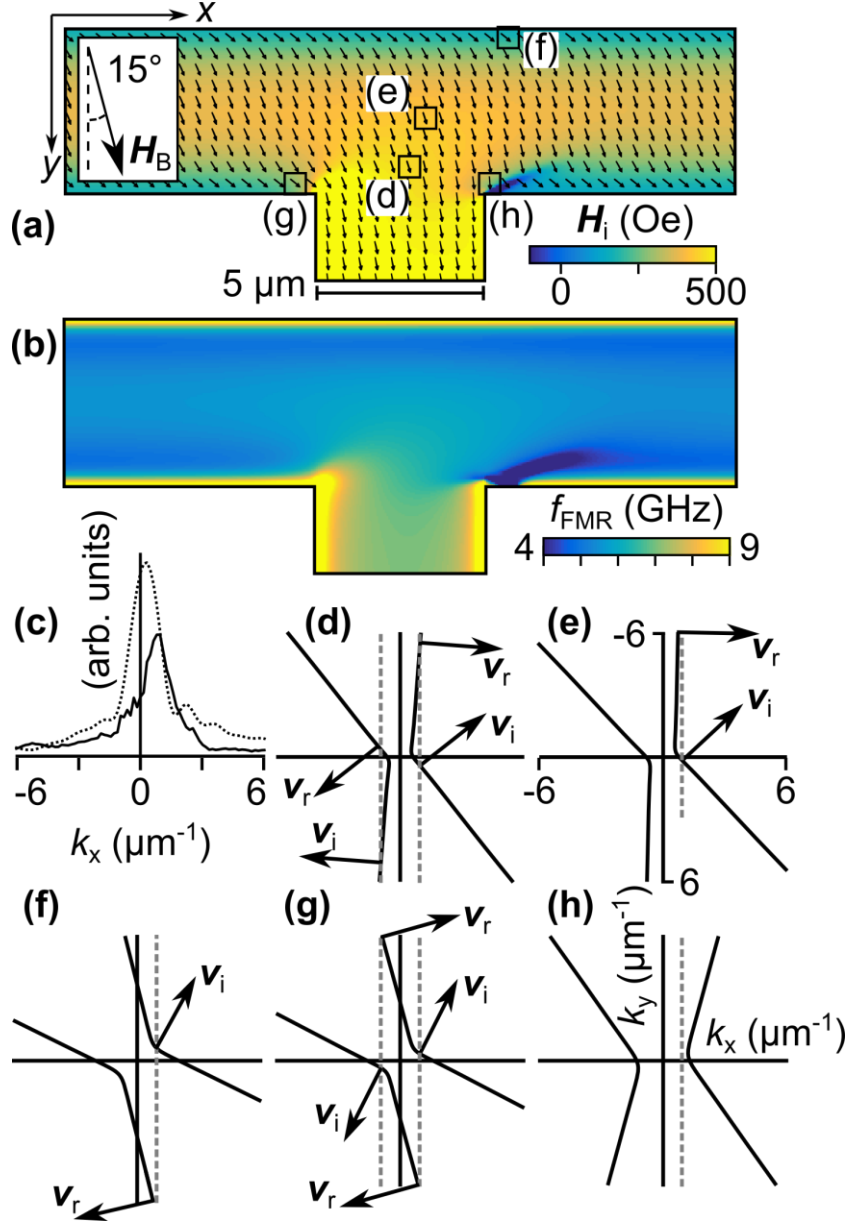 x
(f)
15°
(e)
H_B
y
(d)
(g)
(h)
(a)
H_i (Oe)
5 µm
0
500
(b)
f_FMR (GHz)
4
9
(c)
(d)
(e)
(arb. units)
-6
v_r
v_r
v_i
v_i
v_r
-6
6
v_i
-6
0
6
k_x (µm⁻¹)
6
(f)
(g)
(h)
k_y (µm⁻¹)
v_r
v_i
v_i
k_x (µm⁻¹)
v_i
v_r
v_r